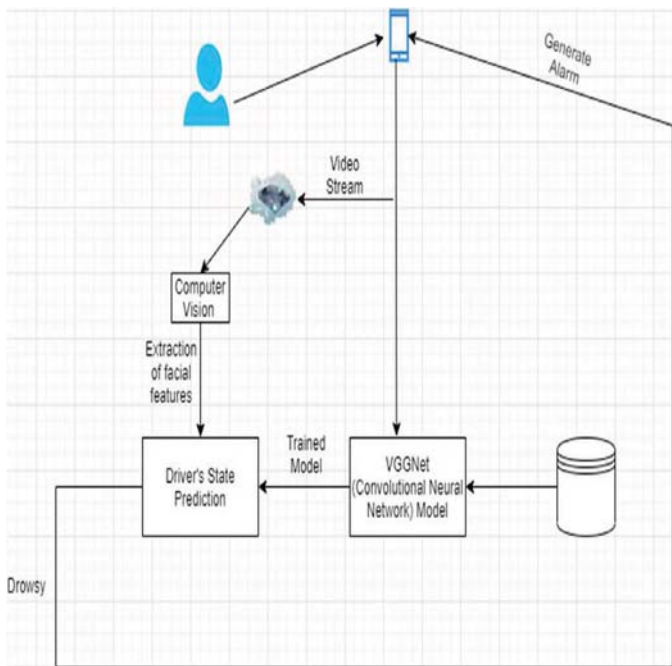 Generate
Alarm
Video
Stream
Computer
Vision
Extraction
of facial
features
Trained
Model
VGGNet
(Convolutional Neural
Network) Model
Driver's State
Prediction
Drowsy